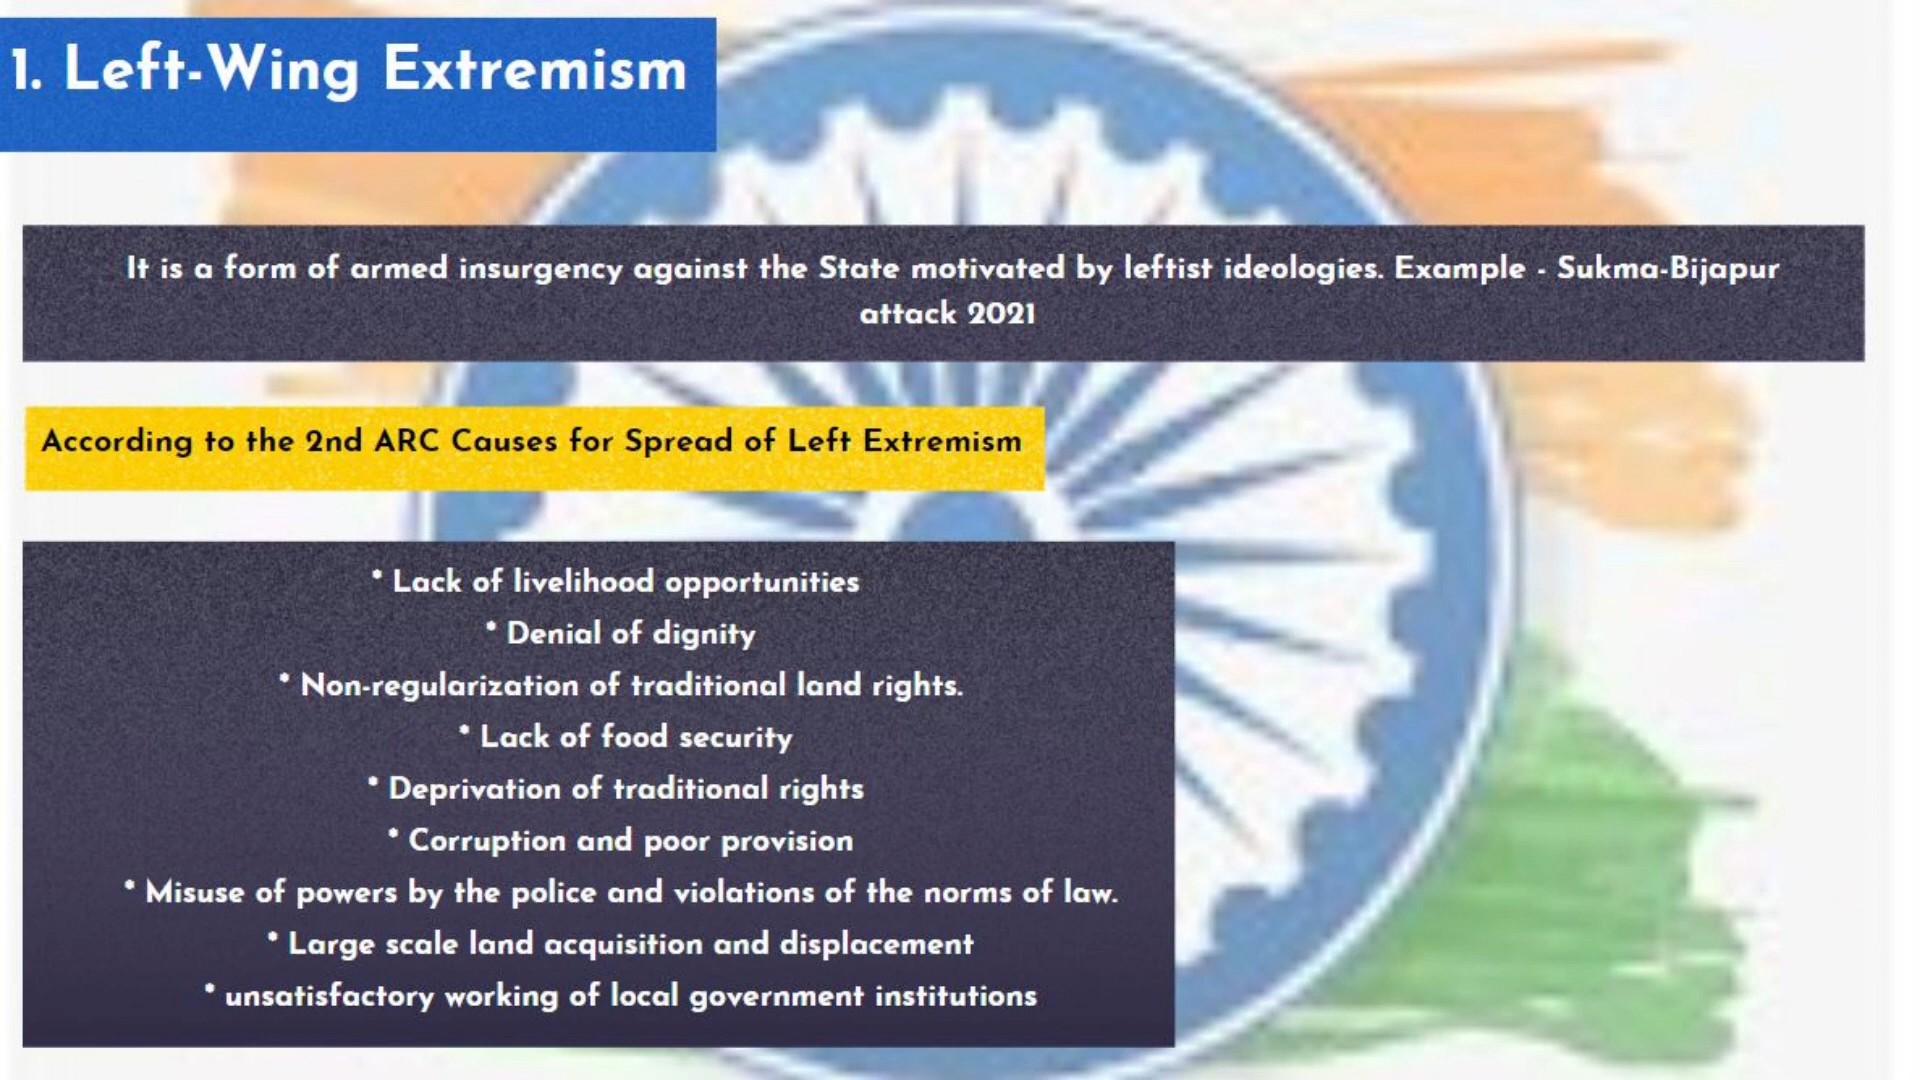 1. Left-Wing Extremism
It is a form of armed insurgency against the State motivated by leftist ideologies. Example - Sukma-Bijapur
attack 2021
According to the 2nd ARC Causes for Spread of Left Extremism
* Lack of livelihood opportunities
* Denial of dignity
* Non-regularization of traditional land rights.
* Lack of food security
* Deprivation of traditional rights
* Corruption and poor provision
* Misuse of powers by the police and violations of the norms of law.
* Large scale land acquisition and displacement
* unsatisfactory working of local government institutions